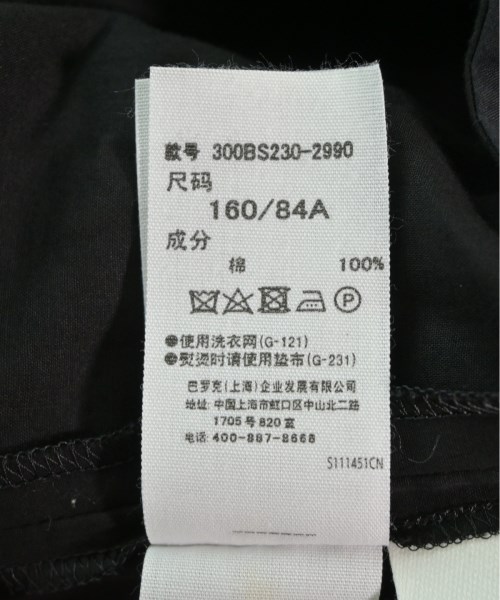 款号 300BS230-2990
尺码
160/84A
成分
棉 100%
P
●使用洗衣网(G-121)
●熨烫时请使用垫布(G-231)
巴罗克(上海)企业发展有限公司
地址: 中国上海市虹口区中山北二路
1705号820室
电话: 400-887-8668
S111451CN